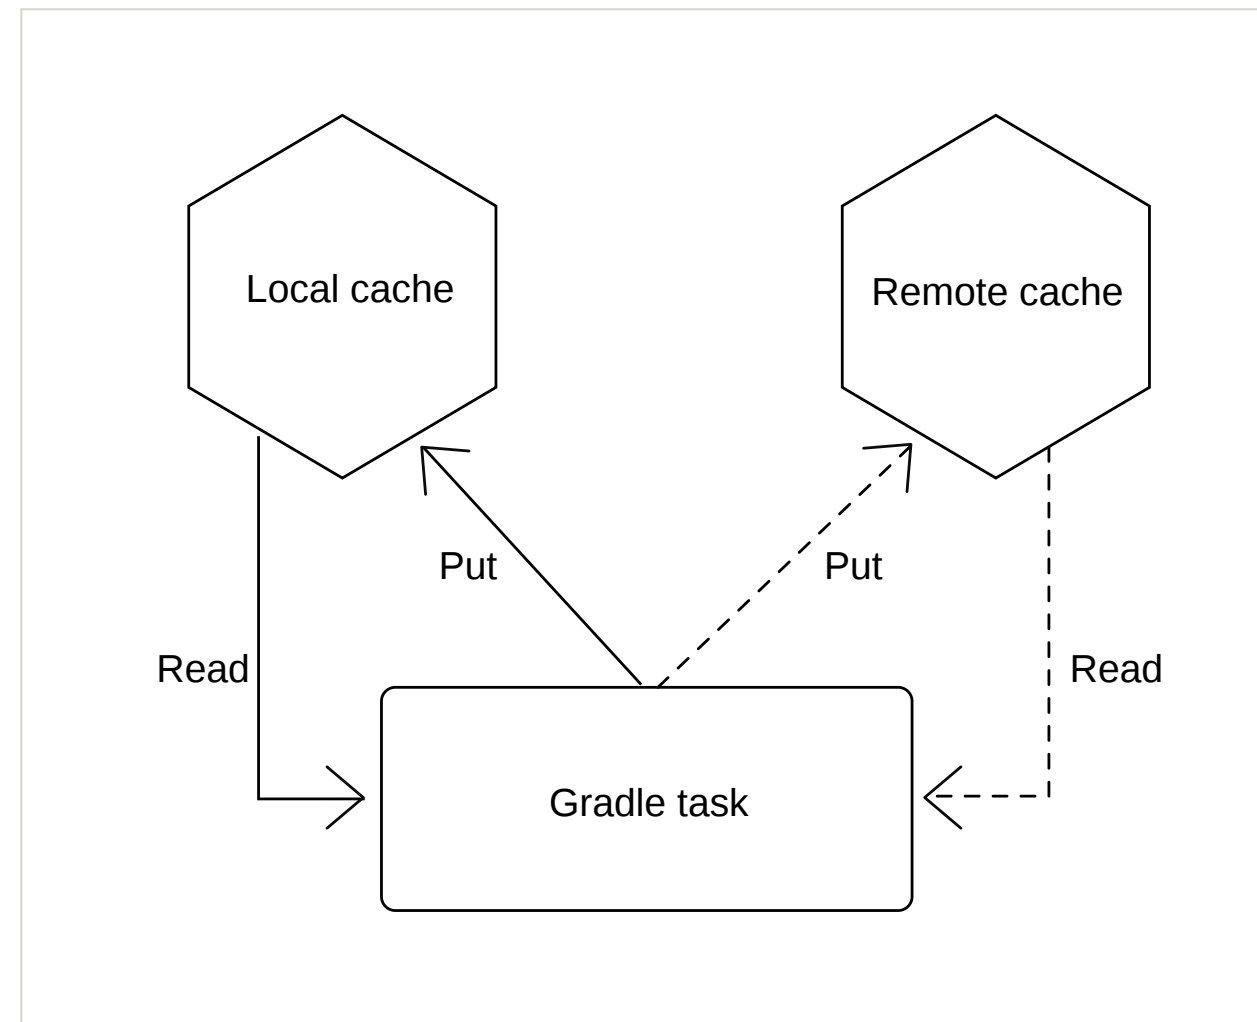 Local cache
Remote cache
Put
Put
Read
Read
Gradle task